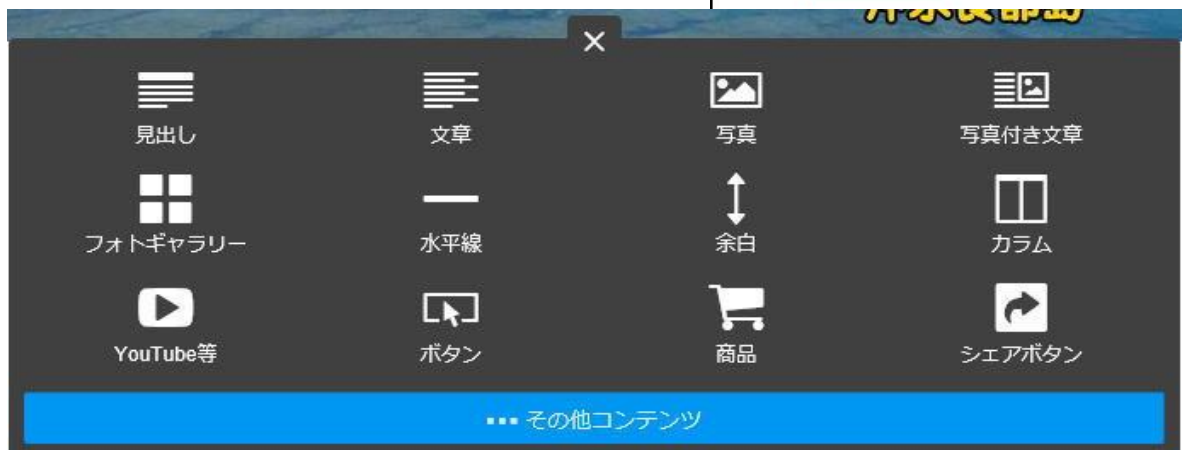 見出し
文章
写真
写真付き文章
フォトギャラリー
水平線
余白
カラム
YouTube等
ボタン
商品
シェアボタン
その他コンテンツ